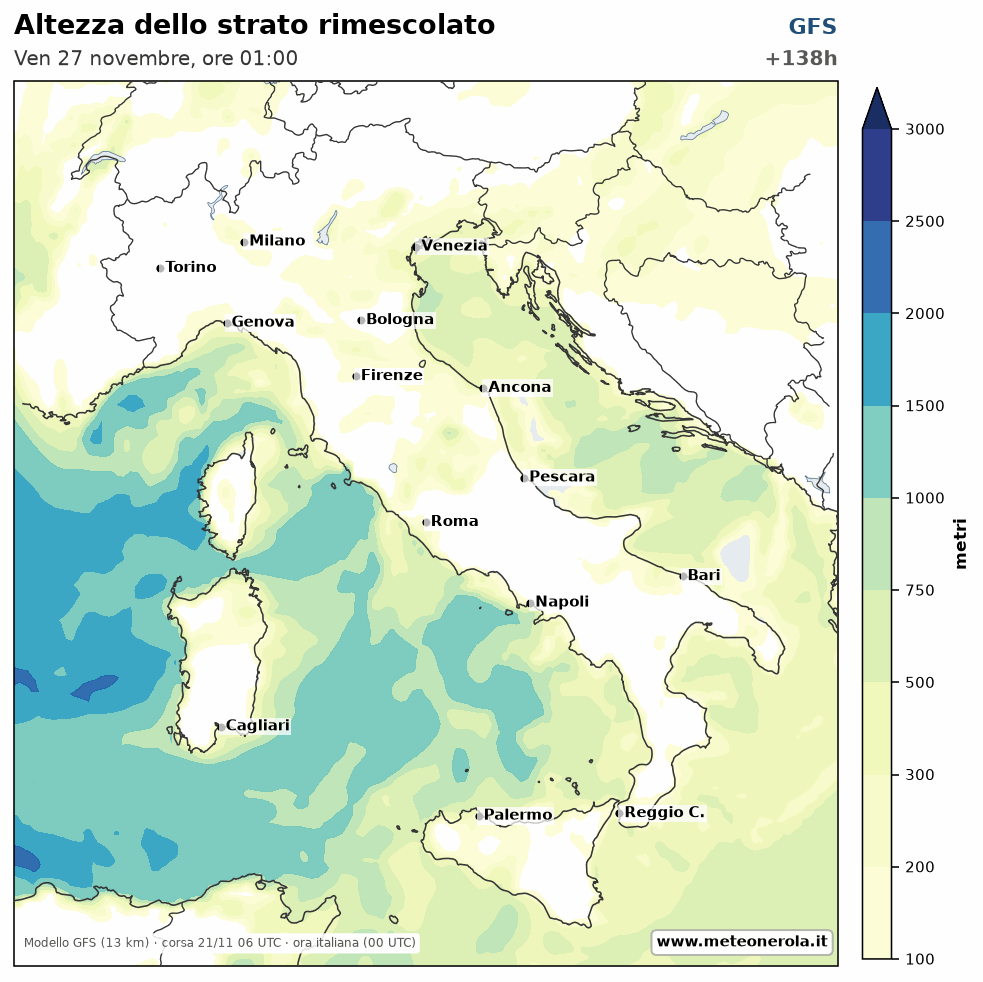 Altezza dello strato rimescolato
GFS
Ven 27 novembre, ore 01:00
+138h
3000
2500
2000
1500
1000
750
500
300
200
100
metri
Milano
Venezia
Torino
Genova
Bologna
Firenze
Ancona
Pescara
Roma
Bari
Napoli
Cagliari
Palermo
Reggio C.
Modello GFS (13 km) · corsa 21/11 06 UTC · ora italiana (00 UTC)
www.meteonerola.it